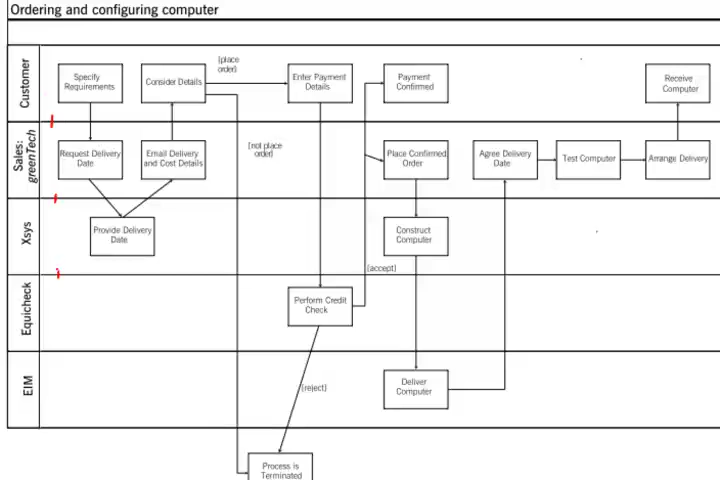 Ordering and configuring computer
Customer
Specify
Requirements
Consider Details
[place
order]
Enter Payment
Details
Payment
Confirmed
Receive
Computer
Sales:
greenTech
Request Delivery
Date
Email Delivery
and Cost Details
[not place
order]
Place Confirmed
Order
Agree Delivery
Date
Test Computer
Arrange Delivery
Xsys
Provide Delivery
Date
Construct
Computer
[accept]
Equicheck
Perform Credit
Check
EIM
[reject]
Deliver
Computer
Process is
Terminated